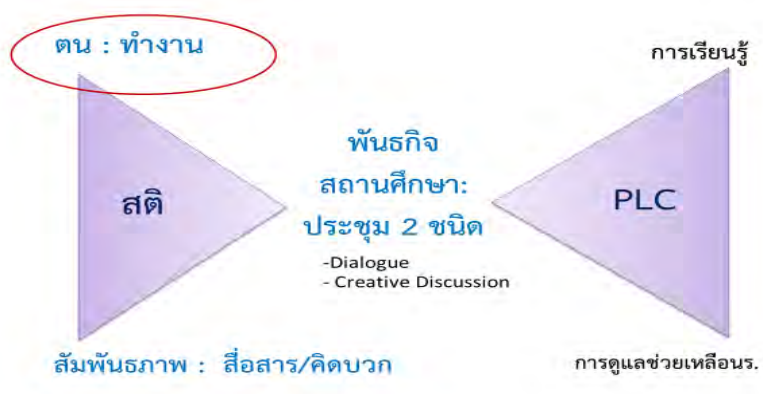 ตน : ทำงาน
การเรียนรู้
พันธกิจ
สถานศึกษา:
ประชุม 2 ชนิด
สติ
PLC
-Dialogue
- Creative Discussion
สัมพันธภาพ : สื่อสาร/คิดบวก
การดูแลช่วยเหลือนร.